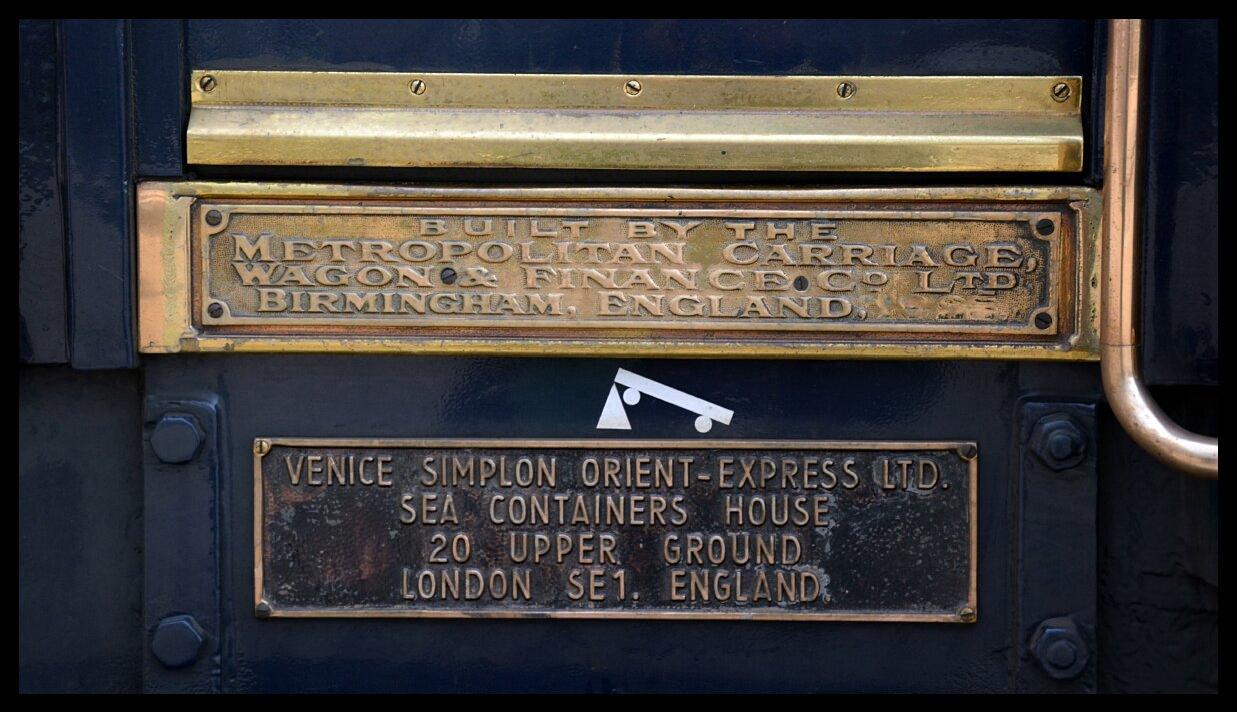 BUILT BY THE
METROPOLITAN CARRIAGE,
WAGON & FINANCE Co LTD
BIRMINGHAM, ENGLAND,
VENICE SIMPLON ORIENT-EXPRESS LTD.
SEA CONTAINERS HOUSE
20 UPPER GROUND
LONDON SE1. ENGLAND.